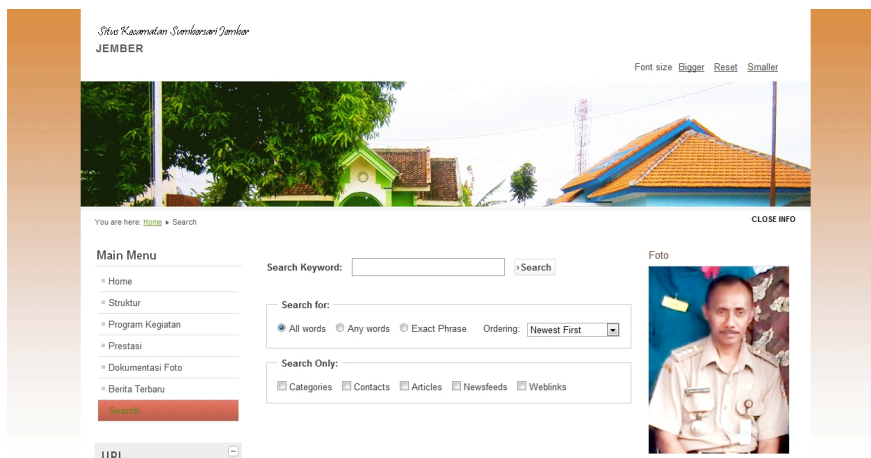 Situs Kecamatan Sumbersari Jember
JEMBER
Font size Bigger Reset Smaller
You are here: Home ▸ Search
CLOSE INFO
Main Menu
Home
Struktur
Program Kegiatan
Prestasi
Dokumentasi Foto
Berita Terbaru
Search
URL
Search Keyword:
›Search
Search for:
All words Any words Exact Phrase Ordering: Newest First
Search Only:
Categories Contacts Articles Newsfeeds Weblinks
Foto